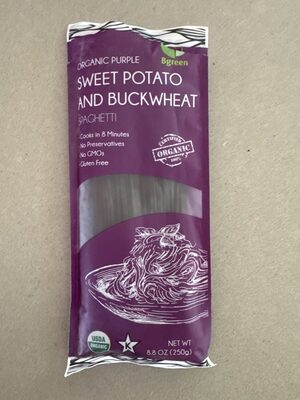 Bgreen
ORGANIC PURPLE
SWEET POTATO
AND BUCKWHEAT
SPAGHETTI
Cooks in 8 Minutes
No Preservatives
No GMOs
Gluten Free
CERTIFIED
ORGANIC
100%
USDA
ORGANIC
K
NET WT
8.8 OZ (250g)